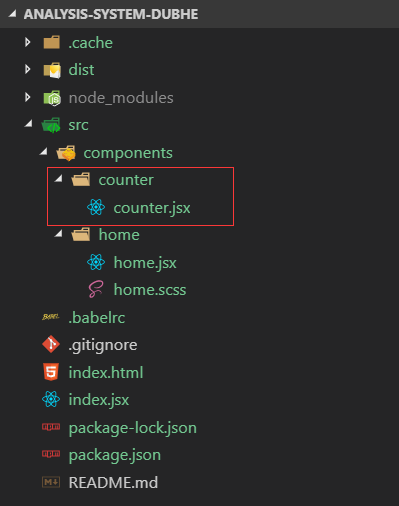 ANALYSIS-SYSTEM-DUBHE
.cache
dist
node_modules
src
components
counter
counter.jsx
home
home.jsx
home.scss
.babelrc
.gitignore
index.html
index.jsx
package-lock.json
package.json
README.md